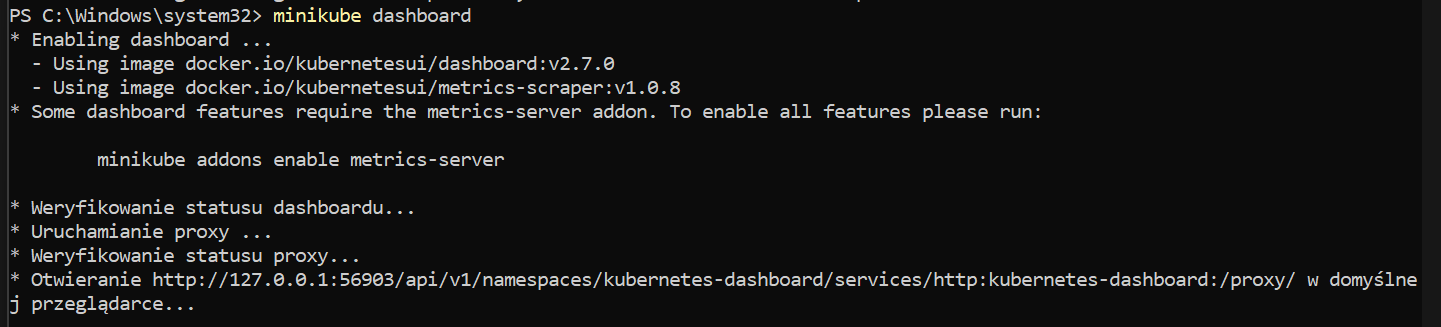 PS C:\Windows\system32> minikube dashboard
* Enabling dashboard ...
  - Using image docker.io/kubernetesui/dashboard:v2.7.0
  - Using image docker.io/kubernetesui/metrics-scraper:v1.0.8
* Some dashboard features require the metrics-server addon. To enable all features please run:
        minikube addons enable metrics-server
* Weryfikowanie statusu dashboardu...
* Uruchamianie proxy ...
* Weryfikowanie statusu proxy...
* Otwieranie http://127.0.0.1:56903/api/v1/namespaces/kubernetes-dashboard/services/http:kubernetes-dashboard:/proxy/ w domyślne
j przeglądarce...